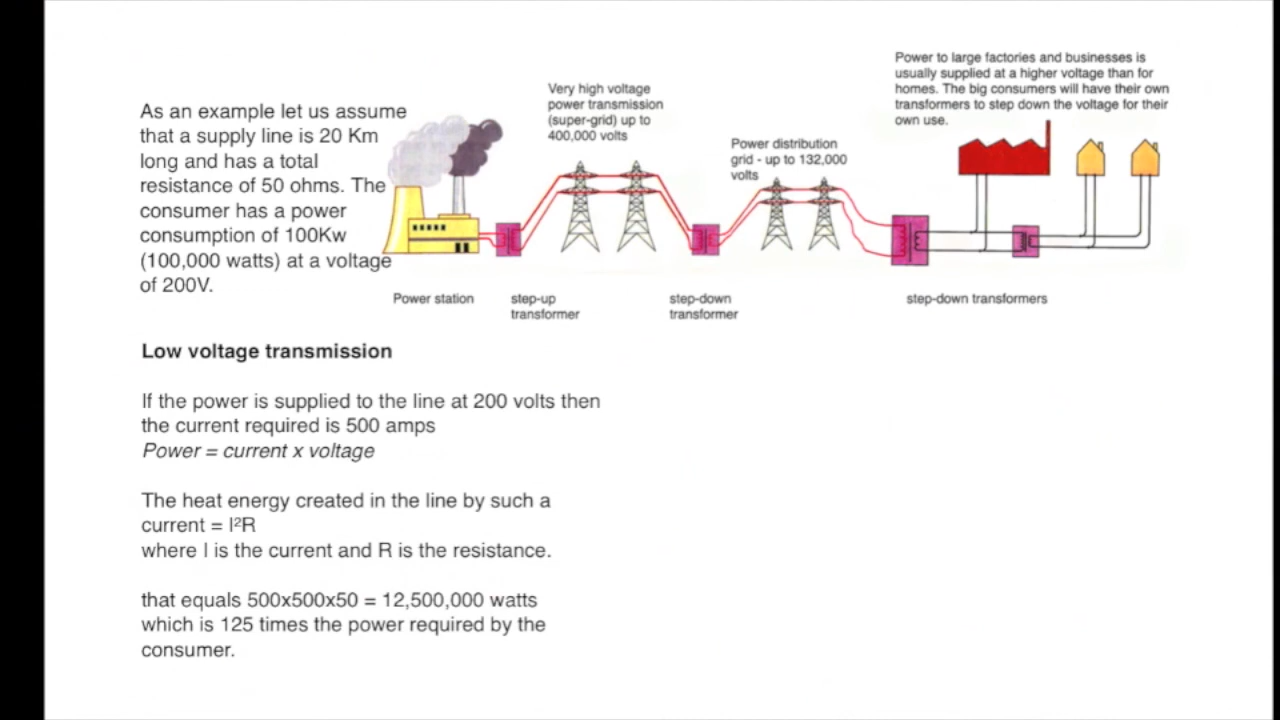 As an example let us assume
that a supply line is 20 Km
long and has a total
resistance of 50 ohms. The
consumer has a power
consumption of 100Kw
(100,000 watts) at a voltage
of 200V.
Very high voltage
power transmission
(super-grid) up to
400,000 volts
Power distribution
grid - up to 132,000
volts
Power to large factories and businesses is
usually supplied at a higher voltage than for
homes. The big consumers will have their own
transformers to step down the voltage for their
own use.
Power station
step-up
transformer
step-down
transformer
step-down transformers
Low voltage transmission
If the power is supplied to the line at 200 volts then
the current required is 500 amps
Power = current x voltage
The heat energy created in the line by such a
current = I²R
where I is the current and R is the resistance.
that equals 500x500x50 = 12,500,000 watts
which is 125 times the power required by the
consumer.